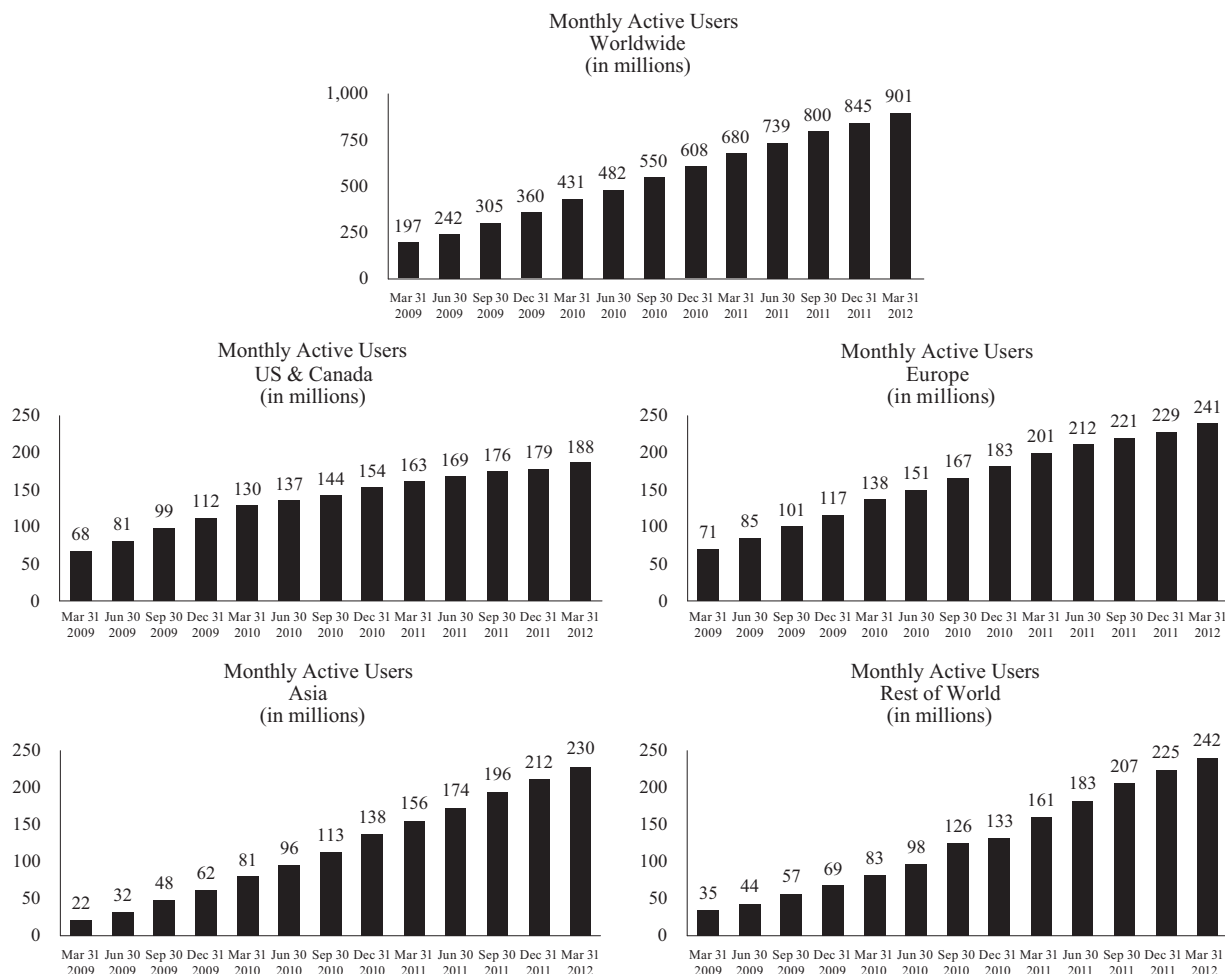 Monthly Active Users
Worldwide
(in millions)
1,000
750
500
250
0
197 242 305 360 431 482 550 608 680 739 800 845 901
Mar 31 Jun 30 Sep 30 Dec 31 Mar 31 Jun 30 Sep 30 Dec 31 Mar 31 Jun 30 Sep 30 Dec 31 Mar 31
2009 2009 2009 2009 2010 2010 2010 2010 2011 2011 2011 2011 2012
Monthly Active Users
US & Canada
(in millions)
250
200
150
100
50
0
68 81 99 112 130 137 144 154 163 169 176 179 188
Mar 31 Jun 30 Sep 30 Dec 31 Mar 31 Jun 30 Sep 30 Dec 31 Mar 31 Jun 30 Sep 30 Dec 31 Mar 31
2009 2009 2009 2009 2010 2010 2010 2010 2011 2011 2011 2011 2012
Monthly Active Users
Europe
(in millions)
250
200
150
100
50
0
71 85 101 117 138 151 167 183 201 212 221 229 241
Mar 31 Jun 30 Sep 30 Dec 31 Mar 31 Jun 30 Sep 30 Dec 31 Mar 31 Jun 30 Sep 30 Dec 31 Mar 31
2009 2009 2009 2009 2010 2010 2010 2010 2011 2011 2011 2011 2012
Monthly Active Users
Asia
(in millions)
250
200
150
100
50
0
22 32 48 62 81 96 113 138 156 174 196 212 230
Mar 31 Jun 30 Sep 30 Dec 31 Mar 31 Jun 30 Sep 30 Dec 31 Mar 31 Jun 30 Sep 30 Dec 31 Mar 31
2009 2009 2009 2009 2010 2010 2010 2010 2011 2011 2011 2011 2012
Monthly Active Users
Rest of World
(in millions)
250
200
150
100
50
0
35 44 57 69 83 98 126 133 161 183 207 225 242
Mar 31 Jun 30 Sep 30 Dec 31 Mar 31 Jun 30 Sep 30 Dec 31 Mar 31 Jun 30 Sep 30 Dec 31 Mar 31
2009 2009 2009 2009 2010 2010 2010 2010 2011 2011 2011 2011 2012